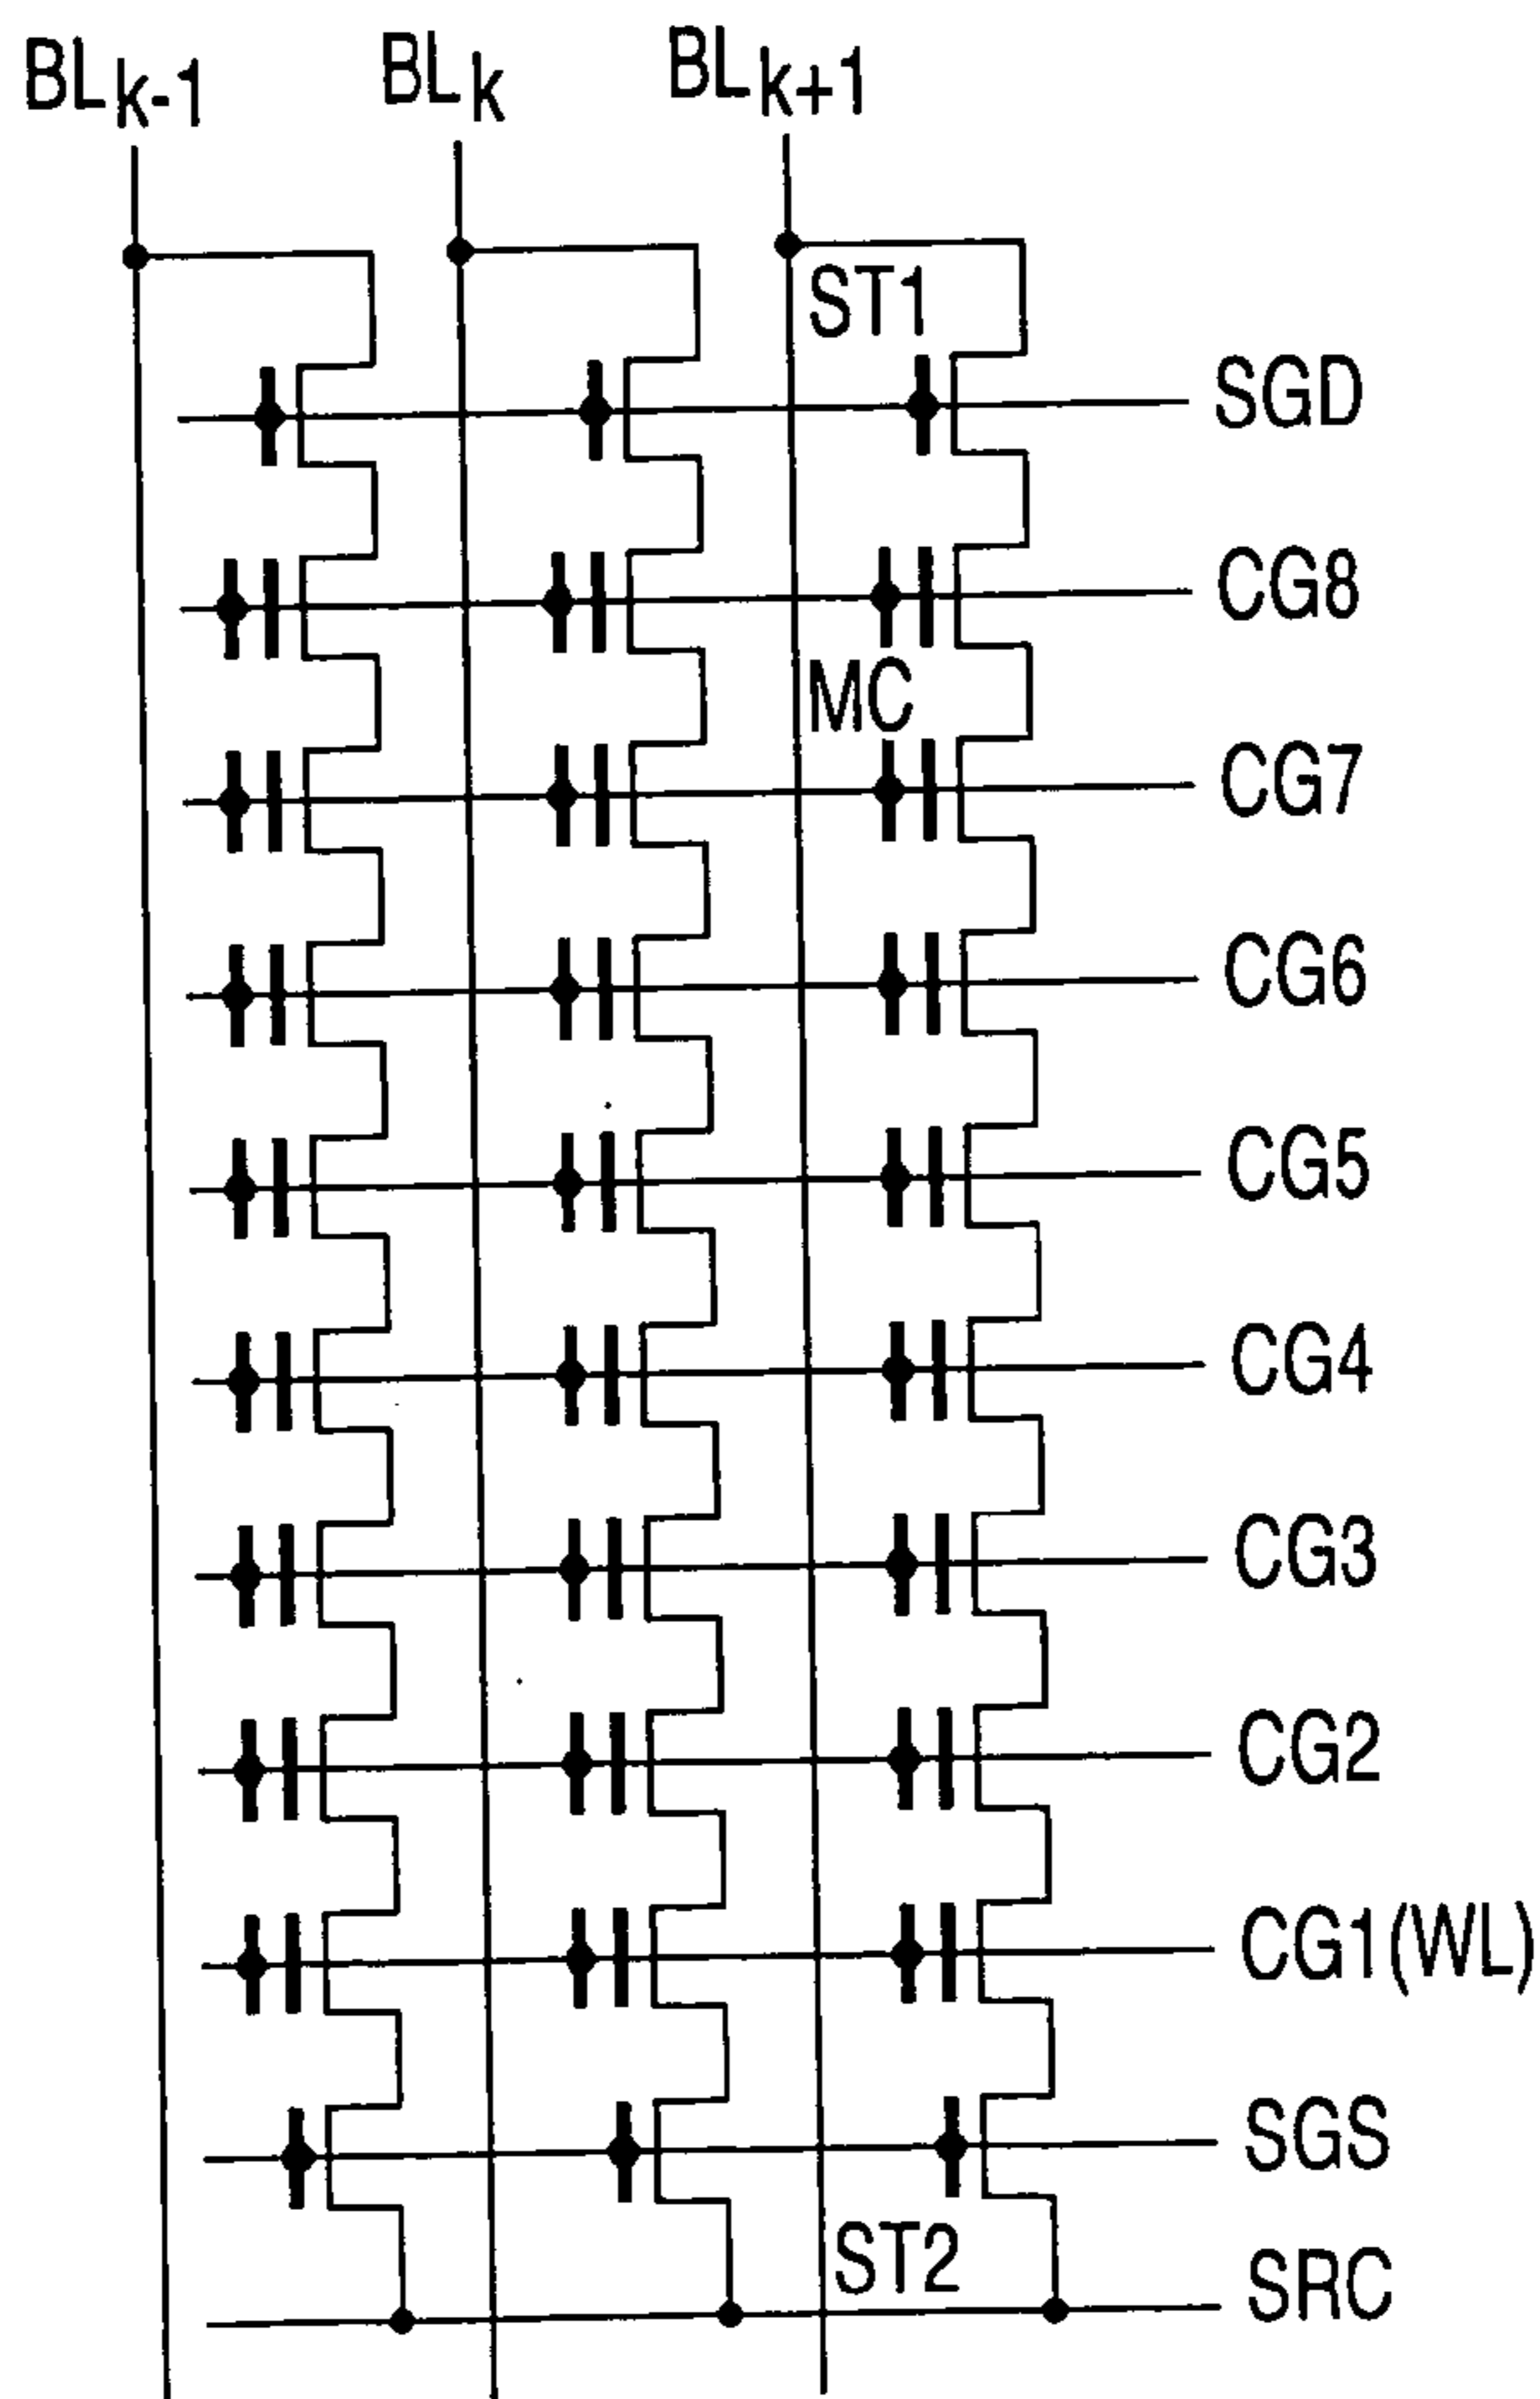 BLk-1 BLk BLk+1
ST1
SGD
CG8
MC
CG7
CG6
CG5
CG4
CG3
CG2
CG1(WL)
SGS
ST2
SRC